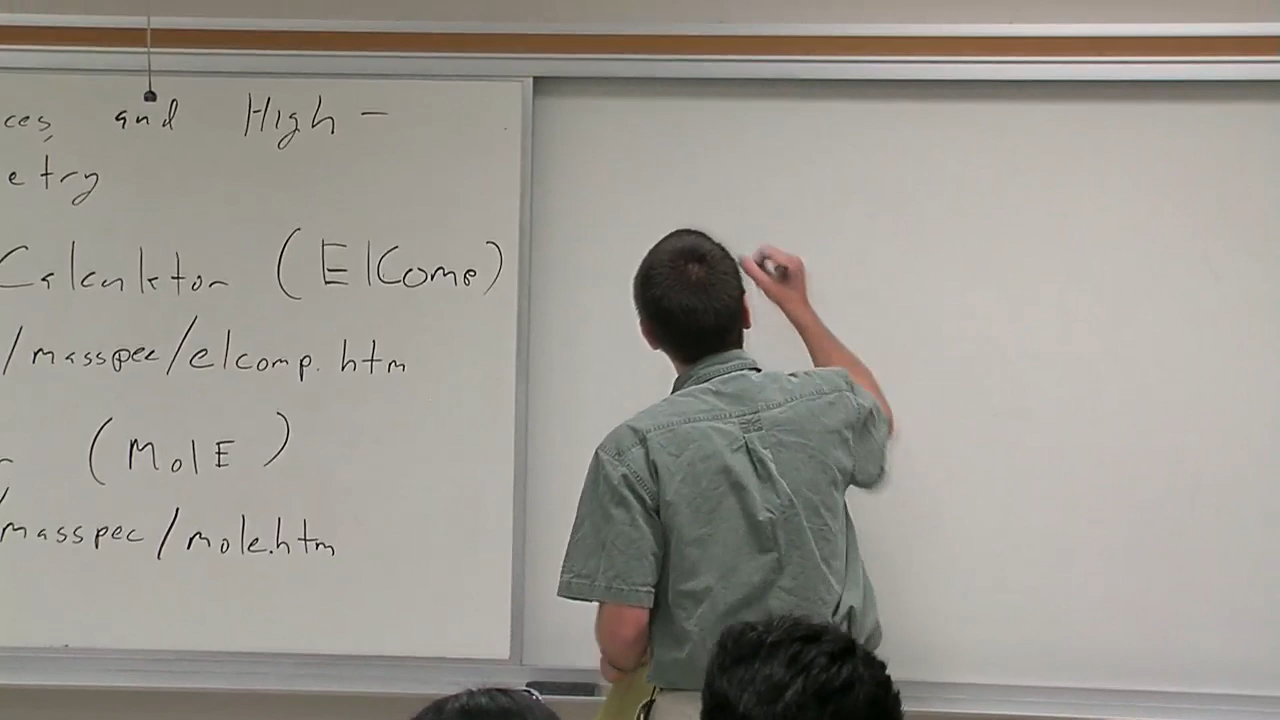 ces, and High -
etry
Calculator (ElComp)
/masspec/elcomp.htm
(MolE)
/masspec/mole.htm